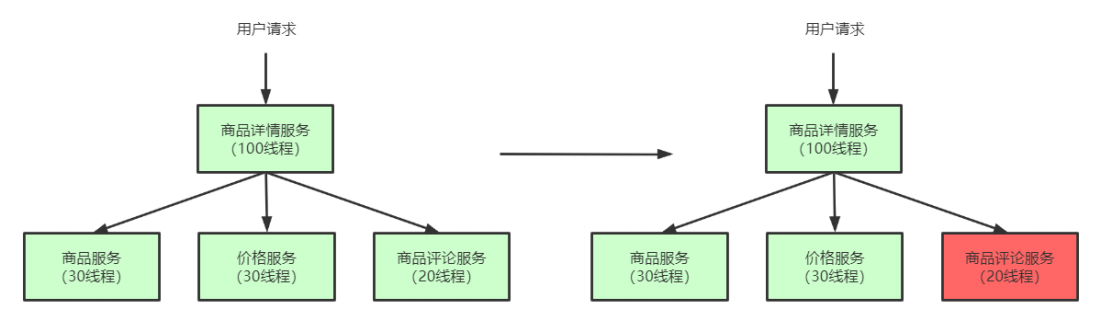 用户请求
商品详情服务
(100线程)
商品服务
(30线程)
价格服务
(30线程)
商品评论服务
(20线程)
用户请求
商品详情服务
(100线程)
商品服务
(30线程)
价格服务
(30线程)
商品评论服务
(20线程)